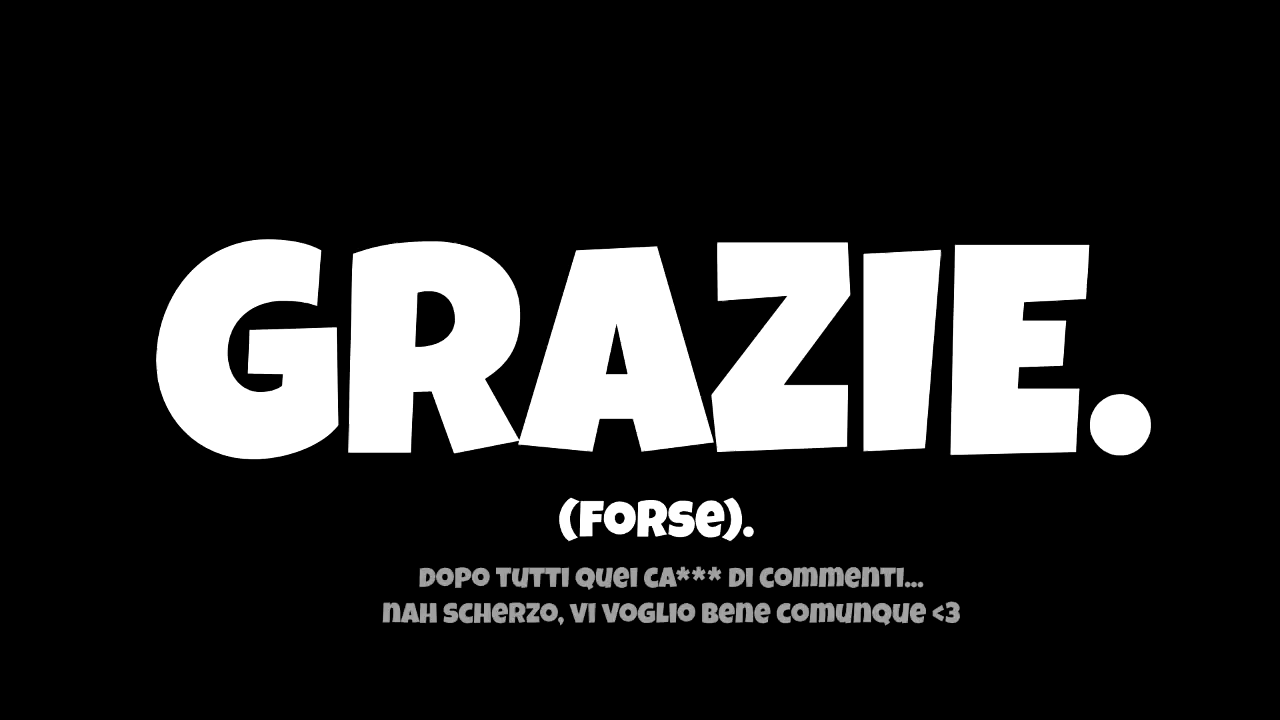 GRAZIE.
(FORSE).
DOPO TUTTI QUEI CA*** DI COMMENTI...
NAH SCHERZO, VI VOGLIO BENE COMUNQUE <3